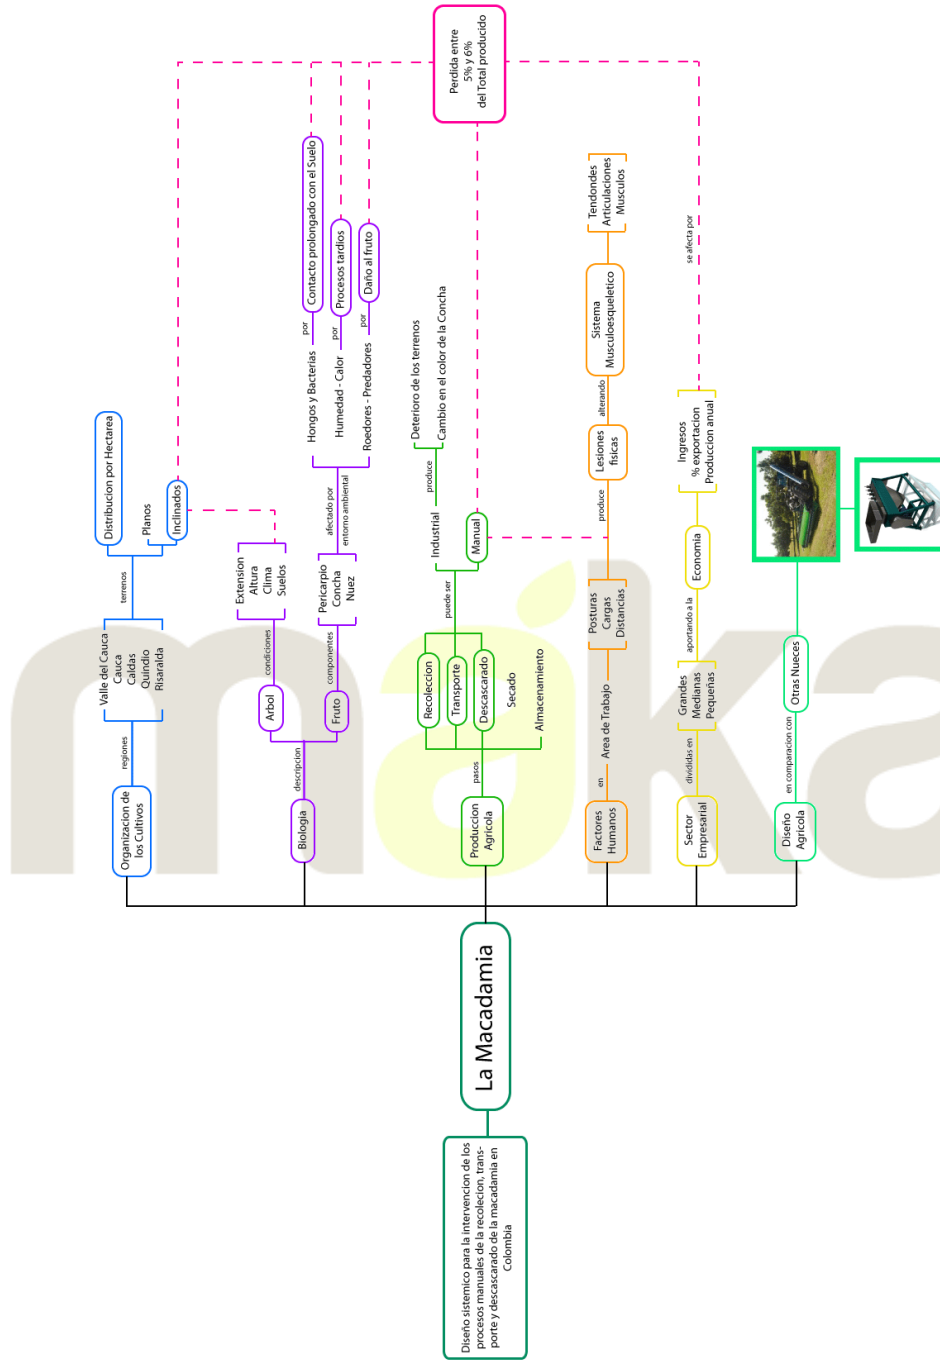 Diseño sistemico para la intervencion de los
procesos manuales de la recolecion, trans-
porte y descascarado de la macadamia en
Colombia
La Macadamia
Organizacion de
los Cultivos
regiones
Valle del Cauca
Cauca
Caldas
Quindio
Risaralda
terrenos
Distribucion por Hectarea
Planos
Inclinados
Biologia
descripcion
Arbol
condiciones
Extension
Altura
Clima
Suelos
Fruto
componentes
Pericarpio
Concha
Nuez
afectado por
entorno ambiental
Hongos y Bacterias
por
Contacto prolongado con el Suelo
Humedad - Calor
por
Procesos tardios
Roedores - Predadores
por
Daño al fruto
Produccion
Agricola
pasos
Recoleccion
Transporte
Descascarado
Secado
Almacenamiento
puede ser
Industrial
produce
Deterioro de los terrenos
Cambio en el color de la Concha
Manual
Factores
Humanos
en
Area de Trabajo
Posturas
Cargas
Distancias
produce
Lesiones
fisicas
alterando
Sistema
Musculoesqueletico
Tendondes
Articulaciones
Musculos
Sector
Empresarial
divididas en
Grandes
Medianas
Pequeñas
aportando a la
Economia
Ingresos
% exportacion
Produccion anual
se afecta por
Perdida entre
5% y 6%
del Total producido
Diseño
Agricola
en comparacion con
Otras Nueces
maka